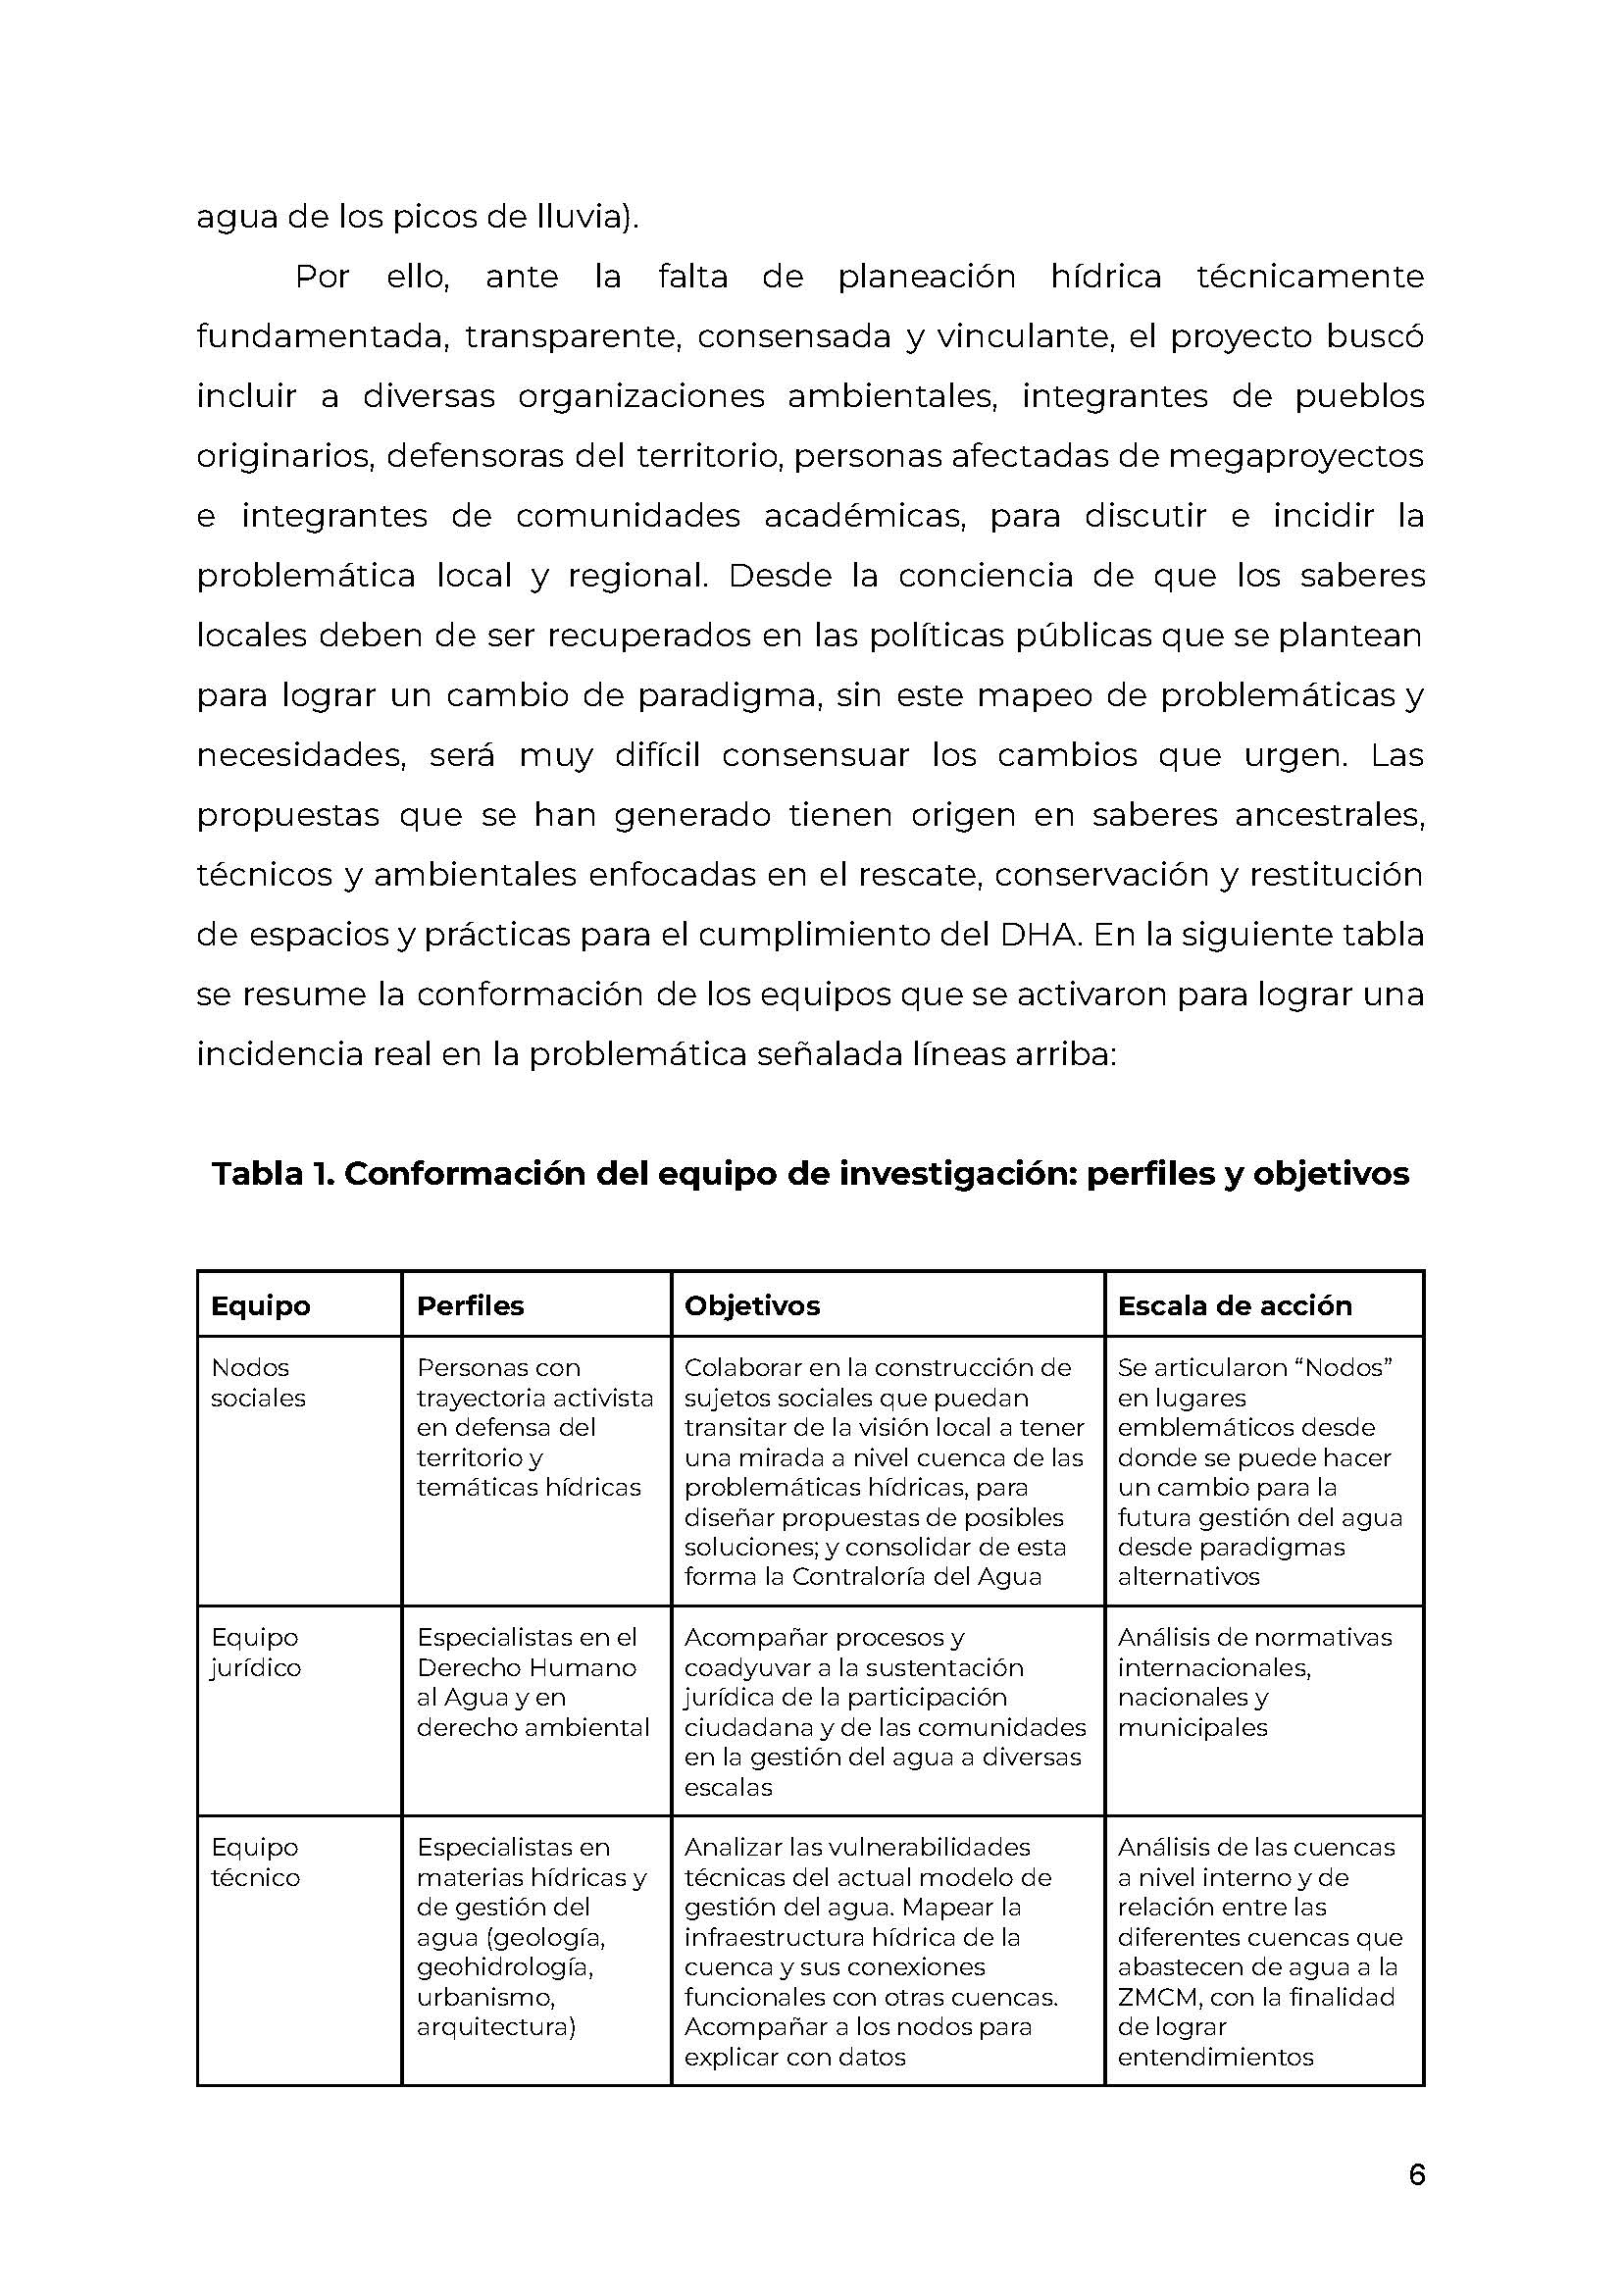 agua de los picos de lluvia).
Por ello, ante la falta de planeación hídrica técnicamente
fundamentada, transparente, consensada y vinculante, el proyecto buscó
incluir a diversas organizaciones ambientales, integrantes de pueblos
originarios, defensoras del territorio, personas afectadas de megaproyectos
e integrantes de comunidades académicas, para discutir e incidir la
problemática local y regional. Desde la conciencia de que los saberes
locales deben de ser recuperados en las políticas públicas que se plantean
para lograr un cambio de paradigma, sin este mapeo de problemáticas y
necesidades, será muy difícil consensuar los cambios que urgen. Las
propuestas que se han generado tienen origen en saberes ancestrales,
técnicos y ambientales enfocadas en el rescate, conservación y restitución
de espacios y prácticas para el cumplimiento del DHA. En la siguiente tabla
se resume la conformación de los equipos que se activaron para lograr una
incidencia real en la problemática señalada líneas arriba:
Tabla 1. Conformación del equipo de investigación: perfiles y objetivos
Equipo
Perfiles
Objetivos
Escala de acción
Nodos
sociales
Personas con
trayectoria activista
en defensa del
territorio y
temáticas hídricas
Colaborar en la construcción de
sujetos sociales que puedan
transitar de la visión local a tener
una mirada a nivel cuenca de las
problemáticas hídricas, para
diseñar propuestas de posibles
soluciones; y consolidar de esta
forma la Contraloría del Agua
Se articularon “Nodos”
en lugares
emblemáticos desde
donde se puede hacer
un cambio para la
futura gestión del agua
desde paradigmas
alternativos
Equipo
jurídico
Especialistas en el
Derecho Humano
al Agua y en
derecho ambiental
Acompañar procesos y
coadyuvar a la sustentación
jurídica de la participación
ciudadana y de las comunidades
en la gestión del agua a diversas
escalas
Análisis de normativas
internacionales,
nacionales y
municipales
Equipo
técnico
Especialistas en
materias hídricas y
de gestión del
agua (geología,
geohidrología,
urbanismo,
arquitectura)
Analizar las vulnerabilidades
técnicas del actual modelo de
gestión del agua. Mapear la
infraestructura hídrica de la
cuenca y sus conexiones
funcionales con otras cuencas.
Acompañar a los nodos para
explicar con datos
Análisis de las cuencas
a nivel interno y de
relación entre las
diferentes cuencas que
abastecen de agua a la
ZMCM, con la finalidad
de lograr
entendimientos
6